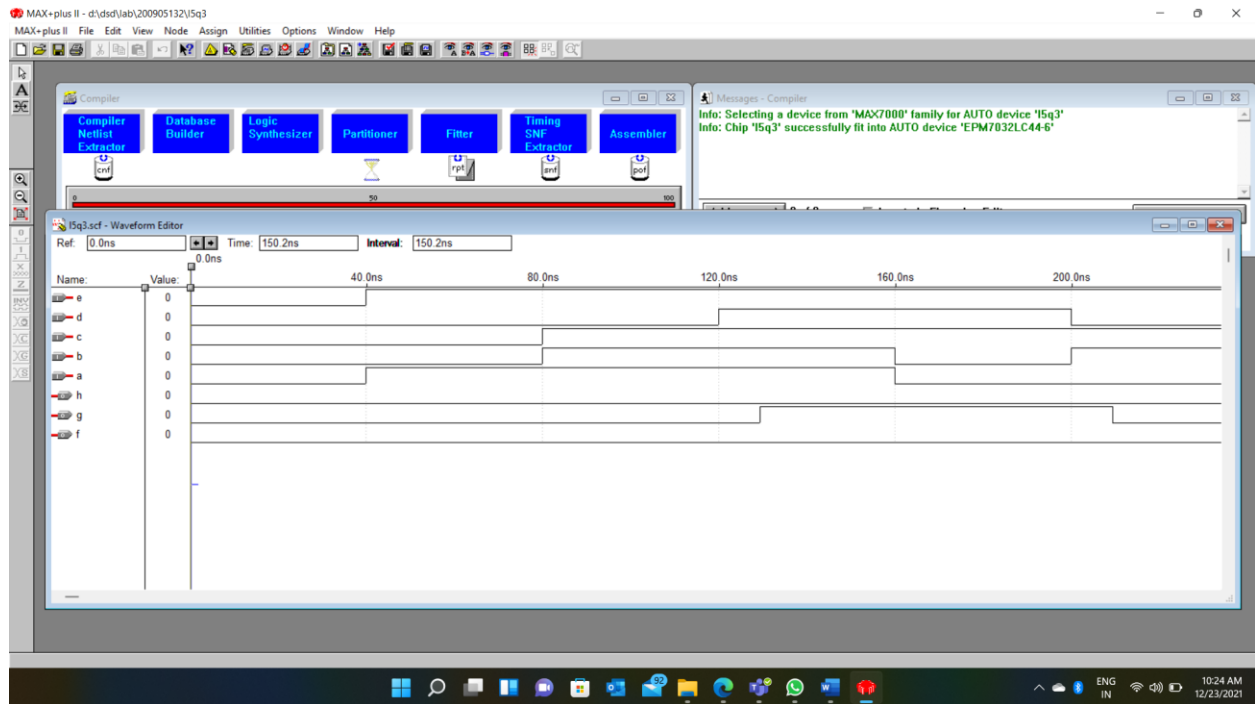 MAX+plus II - d:\dsd\lab\200905132\l5q3
MAX+plus II File Edit View Node Assign Utilities Options Window Help
Compiler
Compiler Netlist Extractor
Database Builder
Logic Synthesizer
Partitioner
Fitter
Timing SNF Extractor
Assembler
cnf
rpt
snf
pof
0 50 100
Messages - Compiler
Info: Selecting a device from 'MAX7000' family for AUTO device 'l5q3'
Info: Chip 'l5q3' successfully fit into AUTO device 'EPM7032LC44-6'
l5q3.scf - Waveform Editor
Ref: 0.0ns Time: 150.2ns Interval: 150.2ns
0.0ns
Name: Value: 40.0ns 80.0ns 120.0ns 160.0ns 200.0ns
e 0
d 0
c 0
b 0
a 0
h 0
g 0
f 0
92
ENG
IN
10:24 AM
12/23/2021